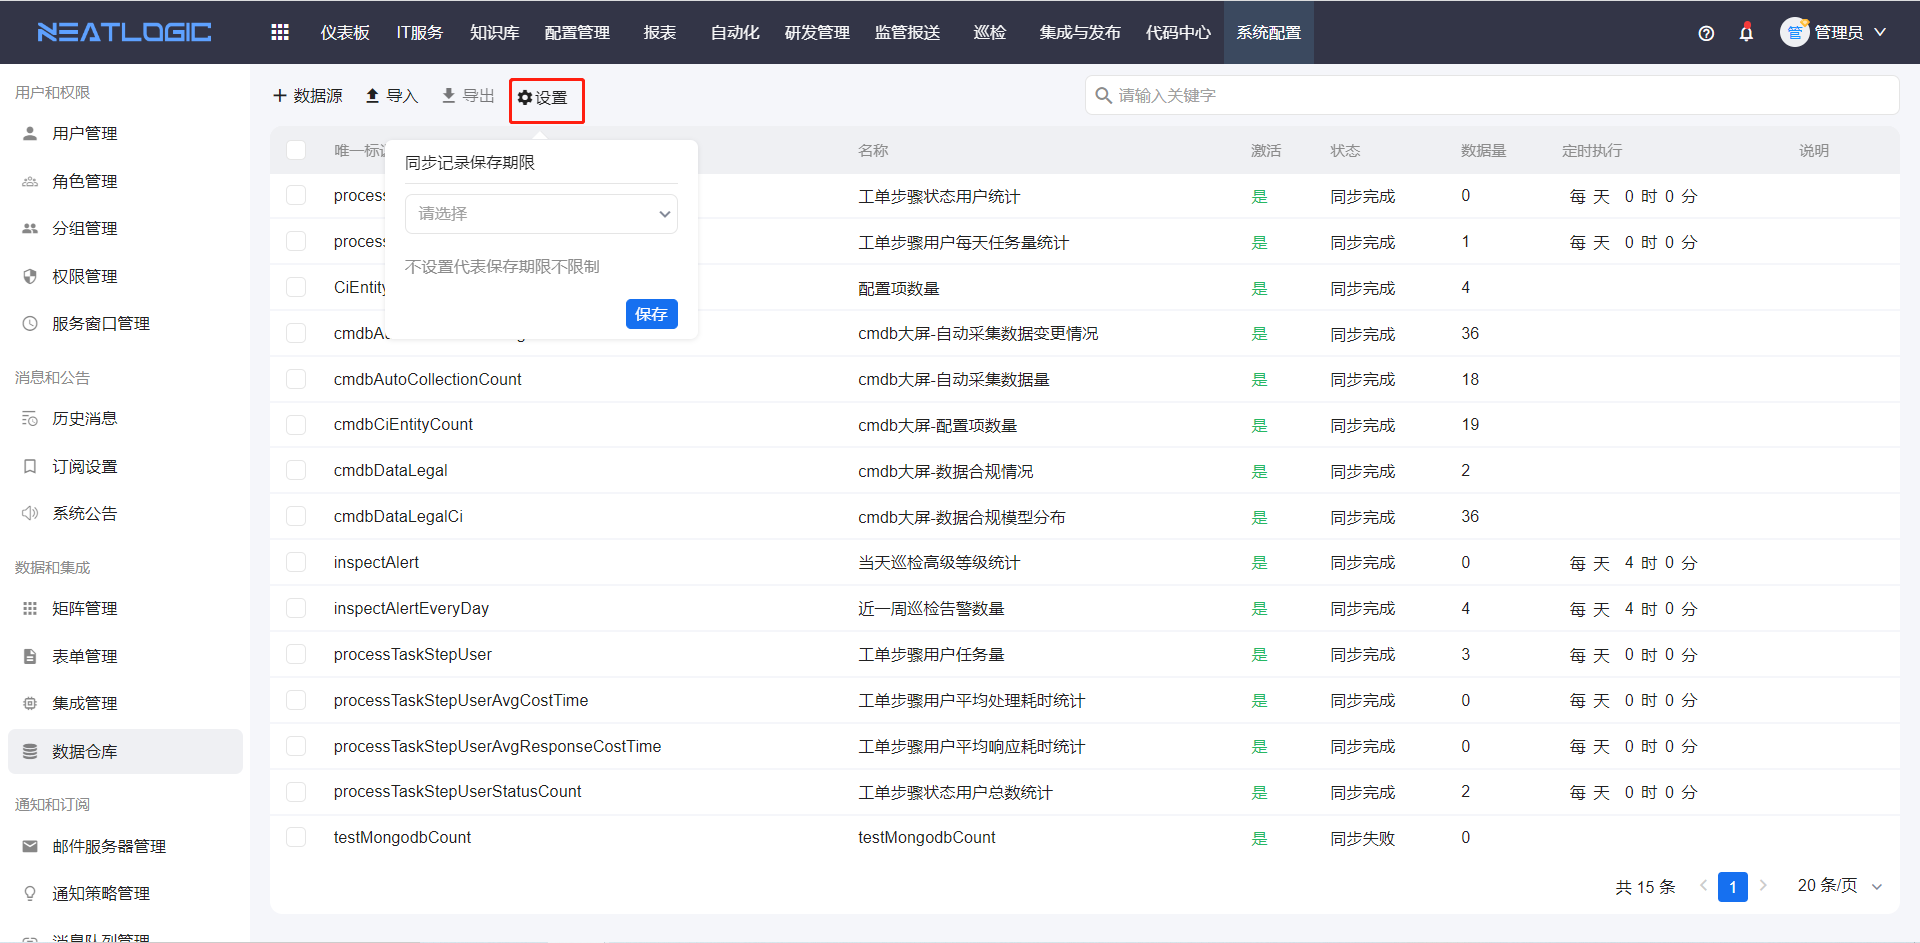 NEATLOGIC 仪表板 IT服务 知识库 配置管理 报表 自动化 研发管理 监管报送 巡检 集成与发布 代码中心 系统配置 管 管理员
用户和权限
用户管理
角色管理
分组管理
权限管理
服务窗口管理
消息和公告
历史消息
订阅设置
系统公告
数据和集成
矩阵管理
表单管理
集成管理
数据仓库
通知和订阅
邮件服务器管理
通知策略管理
消息队列管理
数据源 导入 导出 设置 请输入关键字
同步记录保存期限
请选择
不设置代表保存期限不限制
保存
唯一标 名称 激活 状态 数据量 定时执行 说明
process 工单步骤状态用户统计 是 同步完成 0 每 天 0 时 0 分
process 工单步骤用户每天任务量统计 是 同步完成 1 每 天 0 时 0 分
CiEntity 配置项数量 是 同步完成 4
cmdbAu cmdb大屏-自动采集数据变更情况 是 同步完成 36
cmdbAutoCollectionCount cmdb大屏-自动采集数据量 是 同步完成 18
cmdbCiEntityCount cmdb大屏-配置项数量 是 同步完成 19
cmdbDataLegal cmdb大屏-数据合规情况 是 同步完成 2
cmdbDataLegalCi cmdb大屏-数据合规模型分布 是 同步完成 36
inspectAlert 当天巡检高级等级统计 是 同步完成 0 每 天 4 时 0 分
inspectAlertEveryDay 近一周巡检告警数量 是 同步完成 4 每 天 4 时 0 分
processTaskStepUser 工单步骤用户任务量 是 同步完成 3 每 天 0 时 0 分
processTaskStepUserAvgCostTime 工单步骤用户平均处理耗时统计 是 同步完成 0 每 天 0 时 0 分
processTaskStepUserAvgResponseCostTime 工单步骤用户平均响应耗时统计 是 同步完成 0 每 天 0 时 0 分
processTaskStepUserStatusCount 工单步骤状态用户总数统计 是 同步完成 2 每 天 0 时 0 分
testMongodbCount testMongodbCount 是 同步失败 0
共 15 条 1 20 条/页